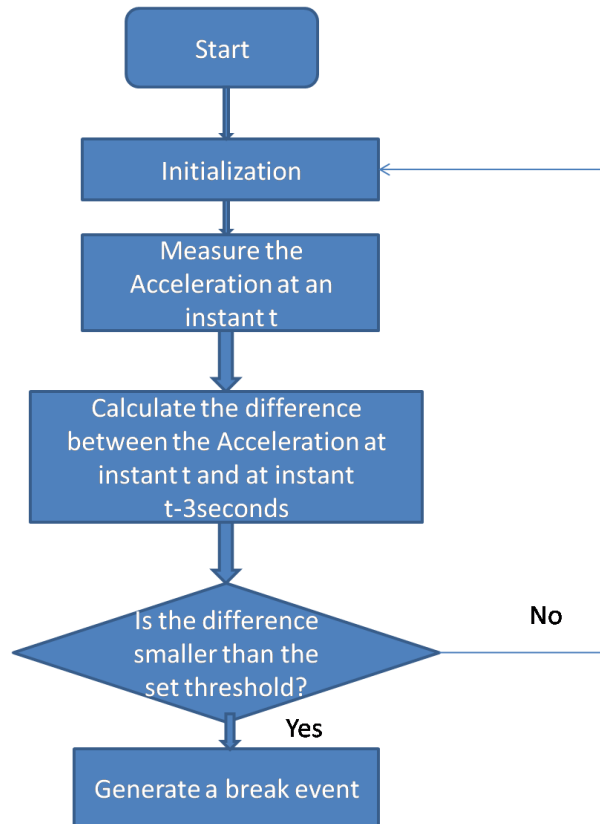 Start
Initialization
Measure the
Acceleration at an
instant t
Calculate the difference
between the Acceleration at
instant t and at instant
t-3seconds
Is the difference
smaller than the
set threshold?
No
Yes
Generate a break event